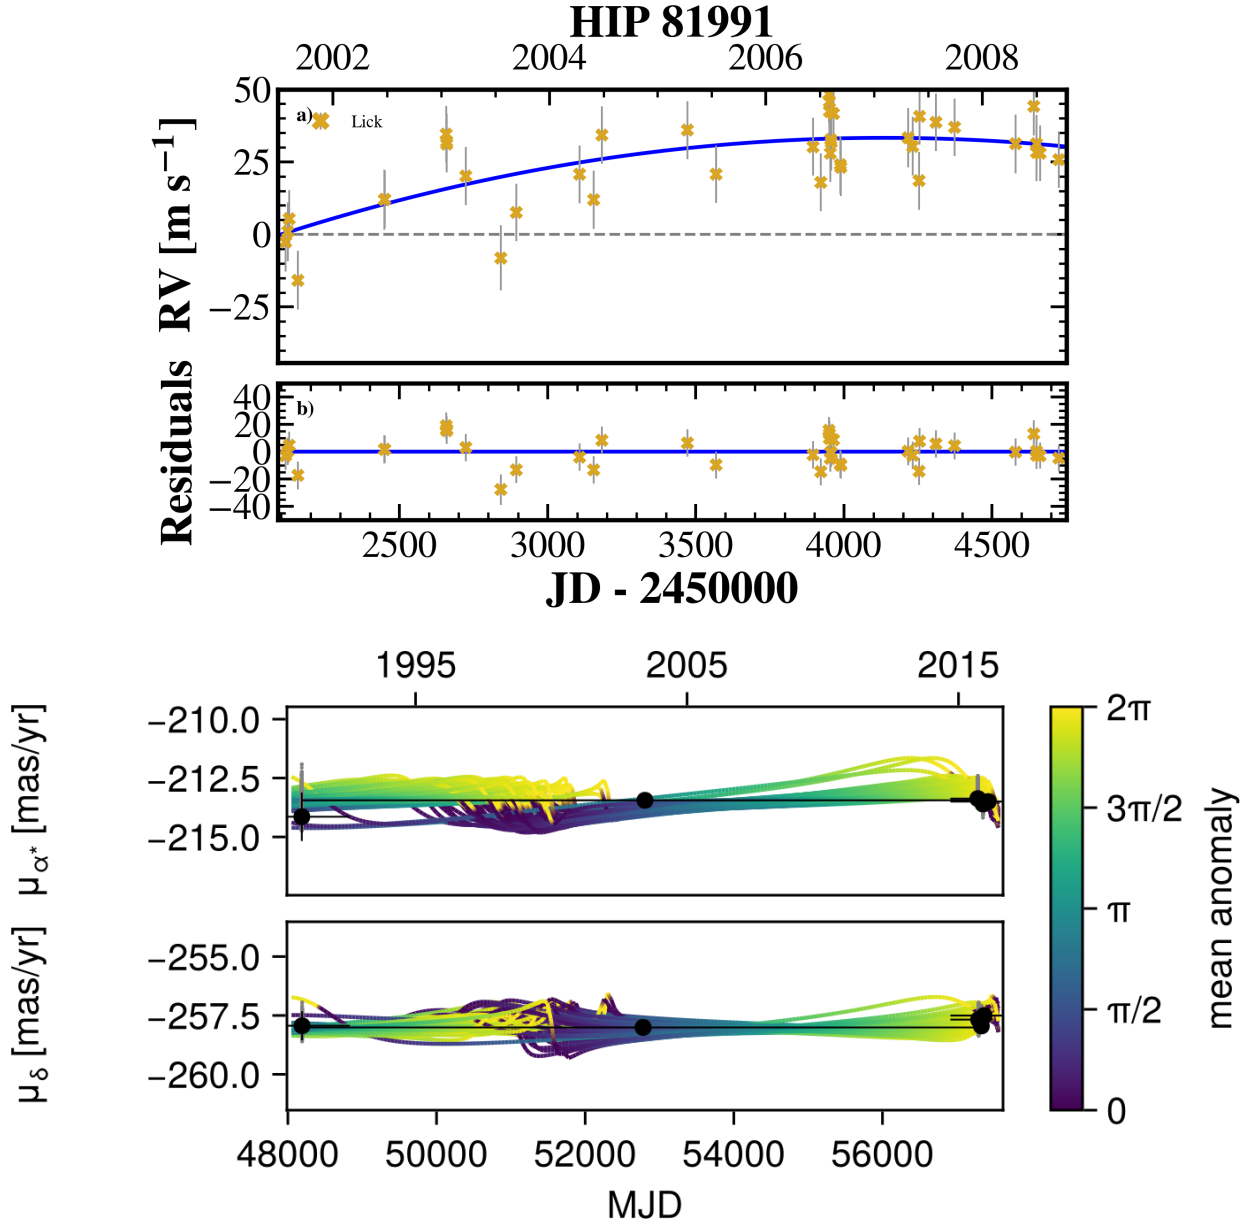 HIP 81991
2002 2004 2006 2008
50
25
0
−25
RV [m s⁻¹]
a)
Lick
40
20
0
−20
−40
Residuals
b)
2500 3000 3500 4000 4500
JD - 2450000
1995 2005 2015
−210.0
−212.5
−215.0
μα* [mas/yr]
−255.0
−257.5
−260.0
μδ [mas/yr]
48000 50000 52000 54000 56000
MJD
2π
3π/2
π
π/2
0
mean anomaly